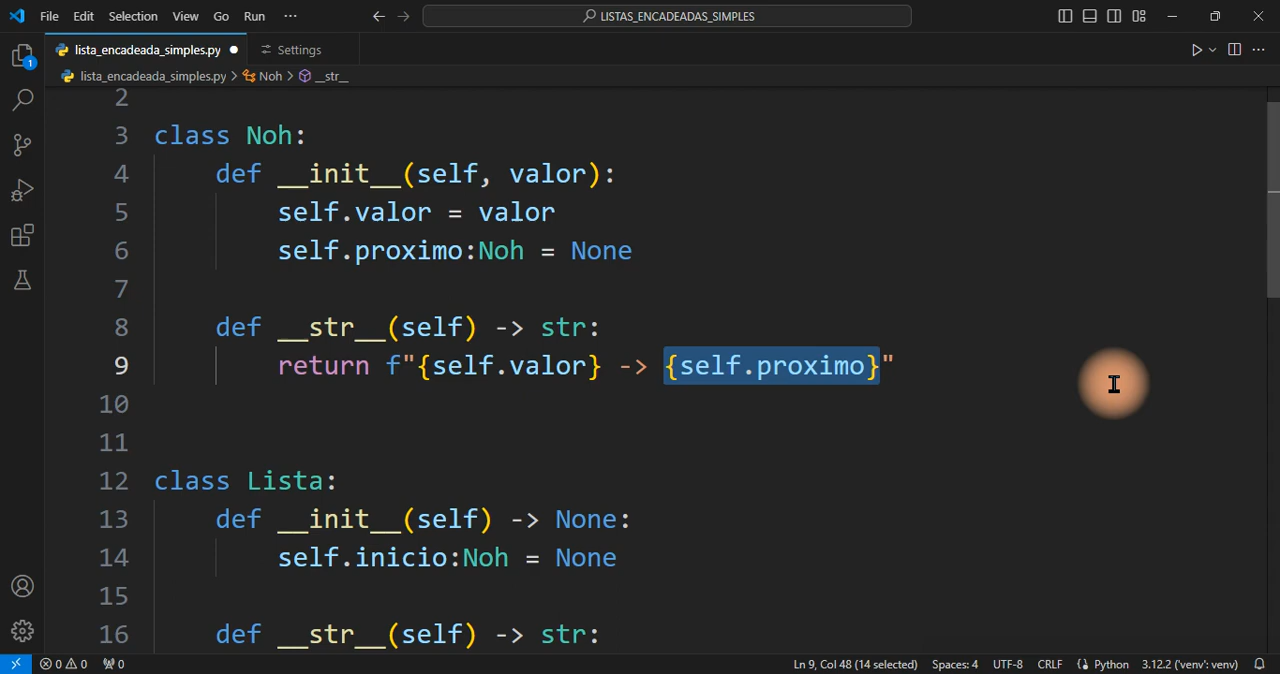 File Edit Selection View Go Run ··· LISTAS_ENCADEADAS_SIMPLES
lista_encadeada_simples.py Settings
lista_encadeada_simples.py > Noh > __str__
1
2
3 class Noh:
4 def __init__(self, valor):
5 self.valor = valor
6 self.proximo:Noh = None
7
8 def __str__(self) -> str:
9 return f"{self.valor} -> {self.proximo}"
10
11
12 class Lista:
13 def __init__(self) -> None:
14 self.inicio:Noh = None
15
16 def __str__(self) -> str:
0 0 0 Ln 9, Col 48 (14 selected) Spaces: 4 UTF-8 CRLF Python 3.12.2 ('venv': venv)